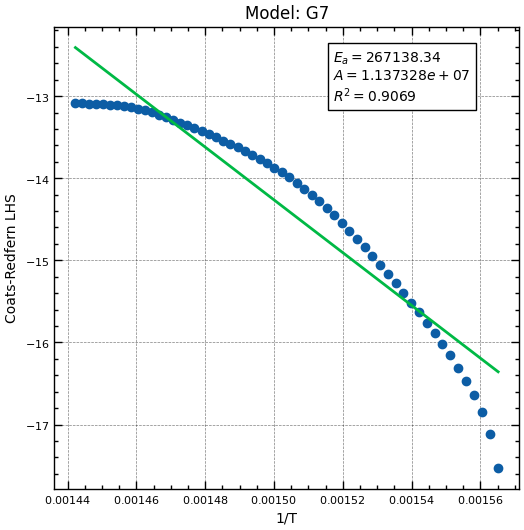 Model: G7
E_a = 267138.34
A = 1.137328e + 07
R^2 = 0.9069
−13
−14
−15
−16
−17
Coats-Redfern LHS
0.00144 0.00146 0.00148 0.00150 0.00152 0.00154 0.00156
1/T